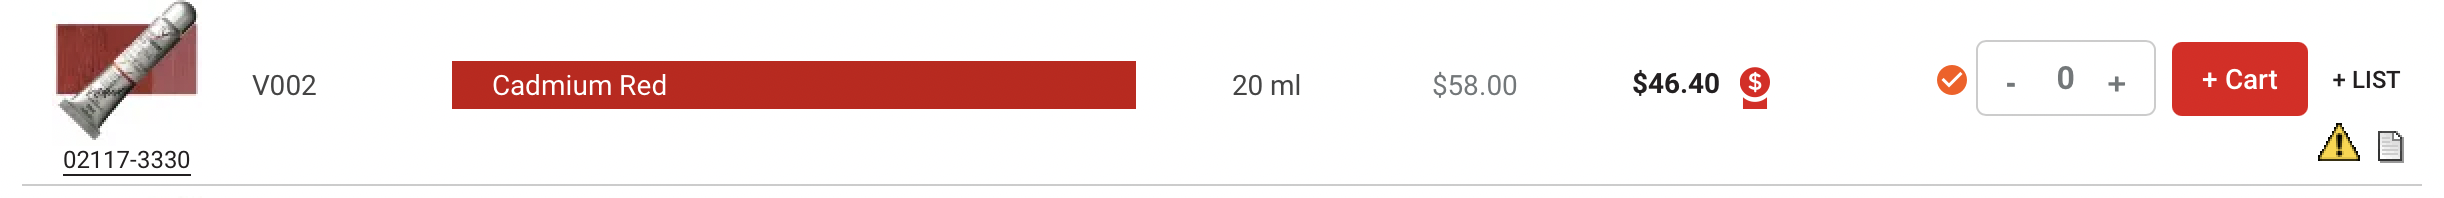 V002 Cadmium Red 20 ml $58.00 $46.40 $ - 0 + + Cart + LIST
02117-3330